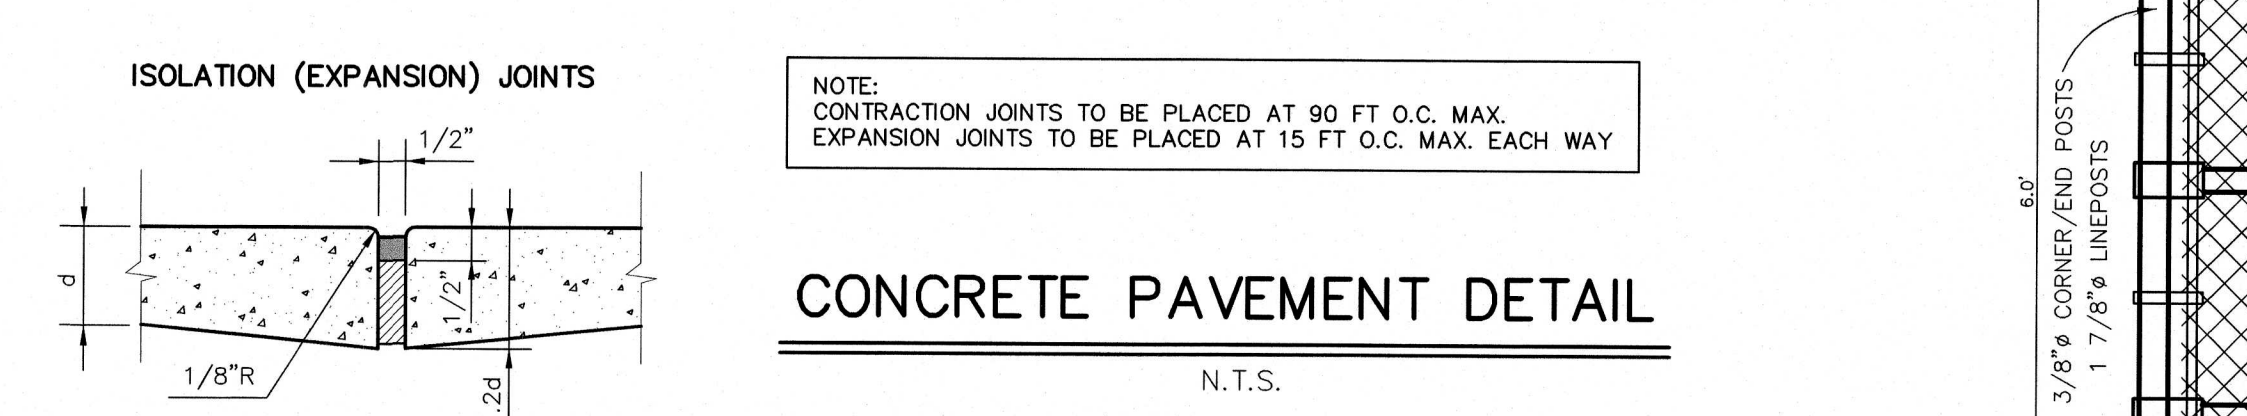 ISOLATION (EXPANSION) JOINTS
1/2"
d
1/2"
1/8"R
.2d
NOTE:
CONTRACTION JOINTS TO BE PLACED AT 90 FT O.C. MAX.
EXPANSION JOINTS TO BE PLACED AT 15 FT O.C. MAX. EACH WAY
CONCRETE PAVEMENT DETAIL
N.T.S.
6.0'
3/8"ø CORNER/END POSTS
1 7/8"ø LINEPOSTS